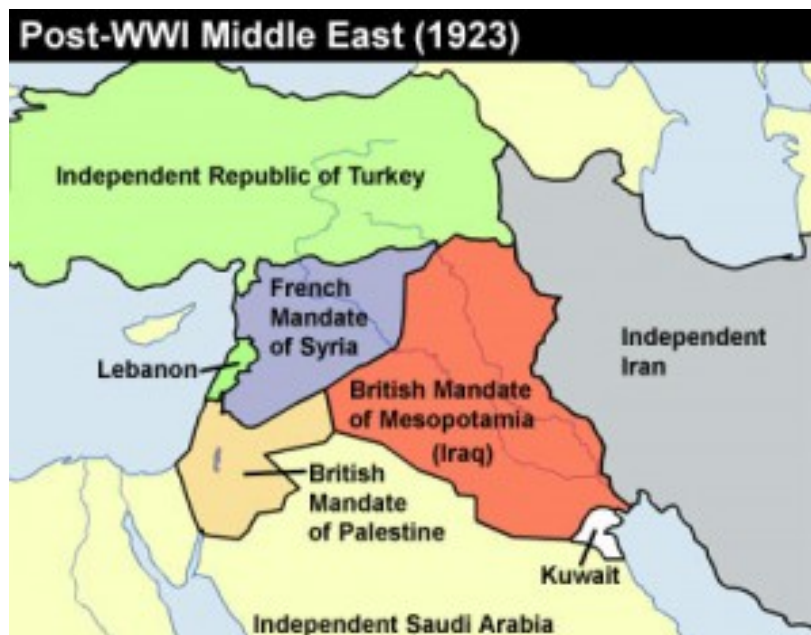 Post-WWI Middle East (1923)
Independent Republic of Turkey
French
Mandate
of Syria
Lebanon
Independent
Iran
British Mandate
of Mesopotamia
(Iraq)
British
Mandate
of Palestine
Kuwait
Independent Saudi Arabia